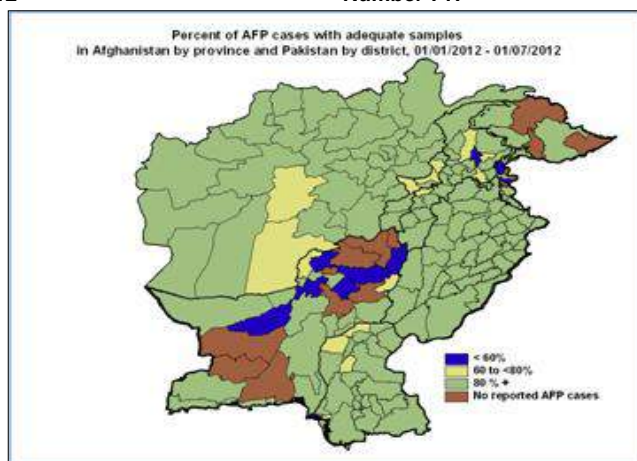 Percent of AFP cases with adequate samples
in Afghanistan by province and Pakistan by district, 01/01/2012 - 01/07/2012
< 60%
60 to <80%
80 % +
No reported AFP cases